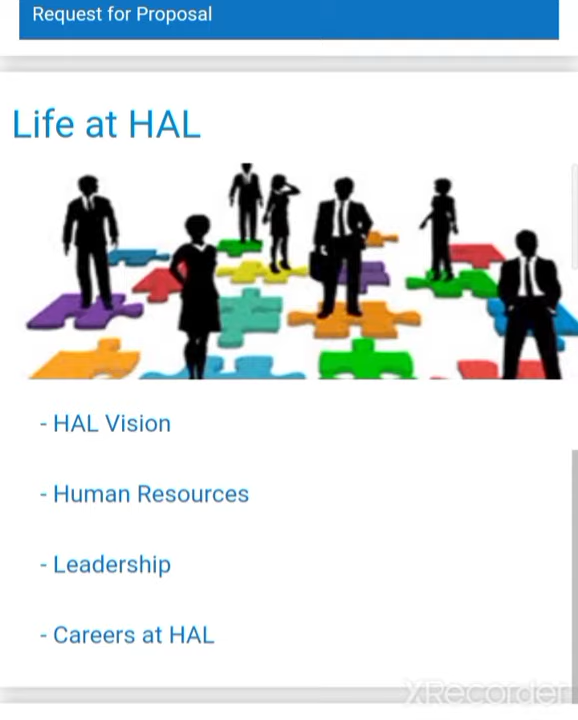 Request for Proposal
Life at HAL
- HAL Vision
- Human Resources
- Leadership
- Careers at HAL
XRecorder